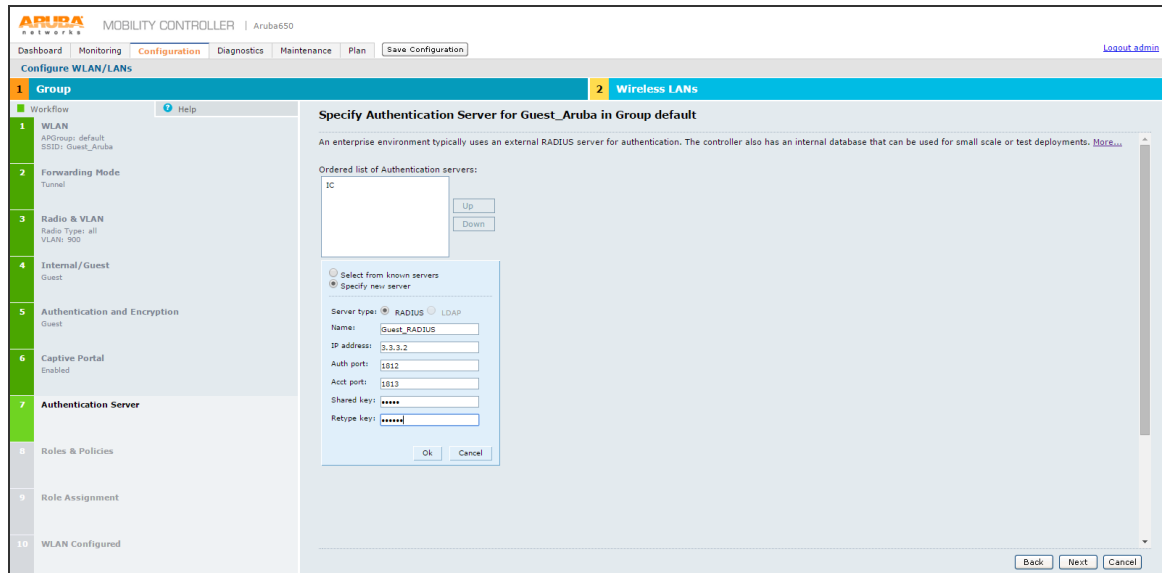 ARUBA networks MOBILITY CONTROLLER | Aruba650
Dashboard Monitoring Configuration Diagnostics Maintenance Plan Save Configuration Logout admin
Configure WLAN/LANs
1 Group 2 Wireless LANs
Workflow ? Help
1 WLAN
APGroup: default
SSID: Guest_Aruba
2 Forwarding Mode
Tunnel
3 Radio & VLAN
Radio Type: all
VLAN: 900
4 Internal/Guest
Guest
5 Authentication and Encryption
Guest
6 Captive Portal
Enabled
7 Authentication Server
8 Roles & Policies
9 Role Assignment
10 WLAN Configured
Specify Authentication Server for Guest_Aruba in Group default
An enterprise environment typically uses an external RADIUS server for authentication. The controller also has an internal database that can be used for small scale or test deployments. More...
Ordered list of Authentication servers:
IC
Up
Down
Select from known servers
Specify new server
Server type: RADIUS LDAP
Name: Guest_RADIUS
IP address: 3.3.3.2
Auth port: 1812
Acct port: 1813
Shared key: •••••
Retype key: ••••••
Ok Cancel
Back Next Cancel